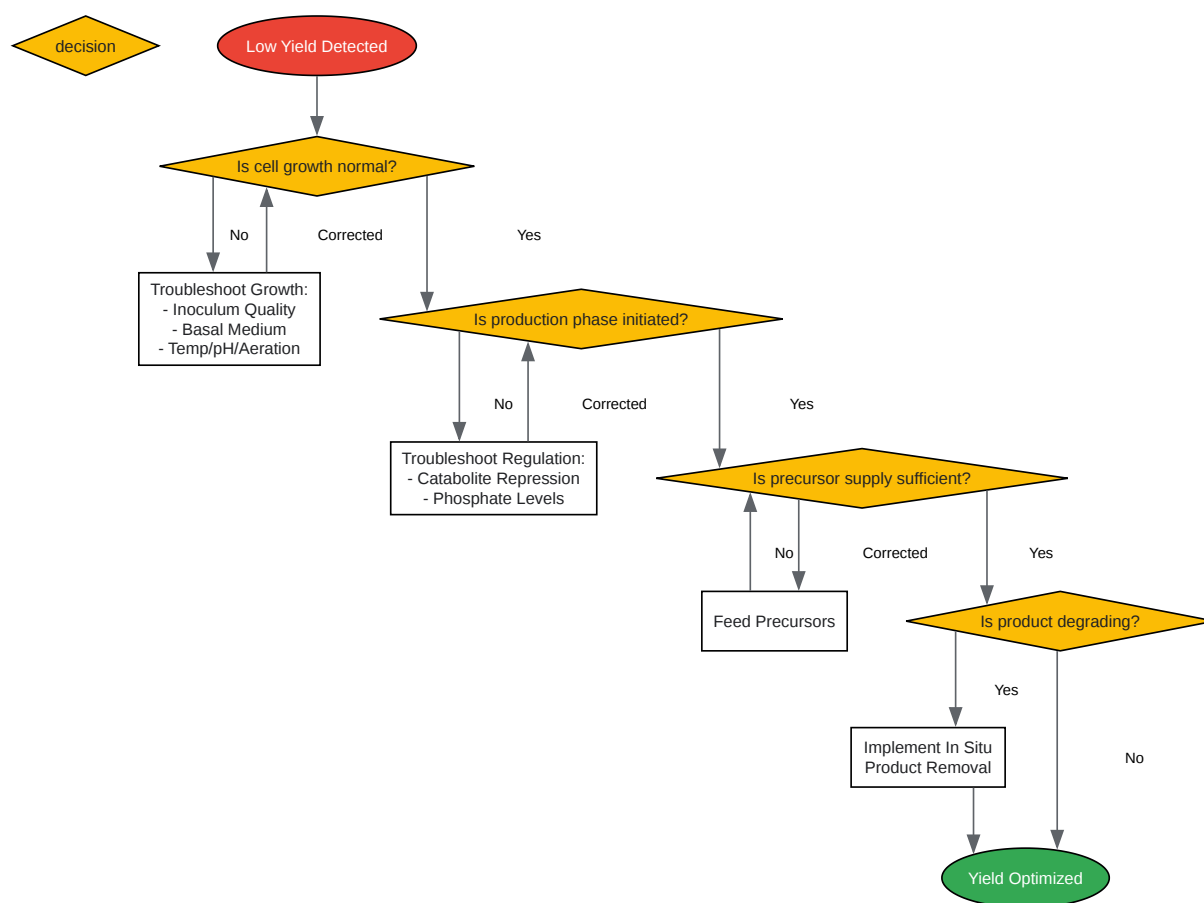 decision
Low Yield Detected
Is cell growth normal?
No
Corrected
Yes
Troubleshoot Growth:
- Inoculum Quality
- Basal Medium
- Temp/pH/Aeration
Is production phase initiated?
No
Corrected
Yes
Troubleshoot Regulation:
- Catabolite Repression
- Phosphate Levels
Is precursor supply sufficient?
No
Corrected
Yes
Feed Precursors
Is product degrading?
Yes
Implement In Situ
Product Removal
No
Yield Optimized